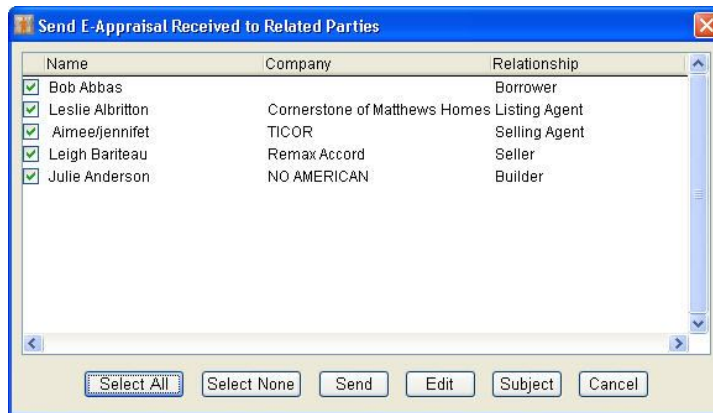 Send E-Appraisal Received to Related Parties
Name Company Relationship
Bob Abbas Borrower
Leslie Albritton Cornerstone of Matthews Homes Listing Agent
Aimee/jennifet TICOR Selling Agent
Leigh Bariteau Remax Accord Seller
Julie Anderson NO AMERICAN Builder
Select All Select None Send Edit Subject Cancel